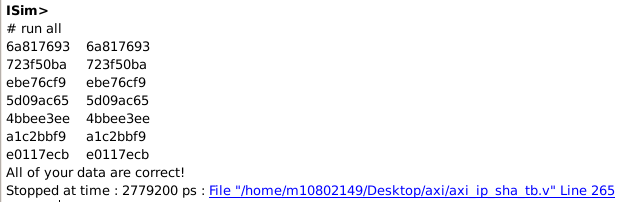 ISim>
# run all
6a817693 6a817693
723f50ba 723f50ba
ebe76cf9 ebe76cf9
5d09ac65 5d09ac65
4bbee3ee 4bbee3ee
a1c2bbf9 a1c2bbf9
e0117ecb e0117ecb
All of your data are correct!
Stopped at time : 2779200 ps : File "/home/m10802149/Desktop/axi/axi_ip_sha_tb.v" Line 265